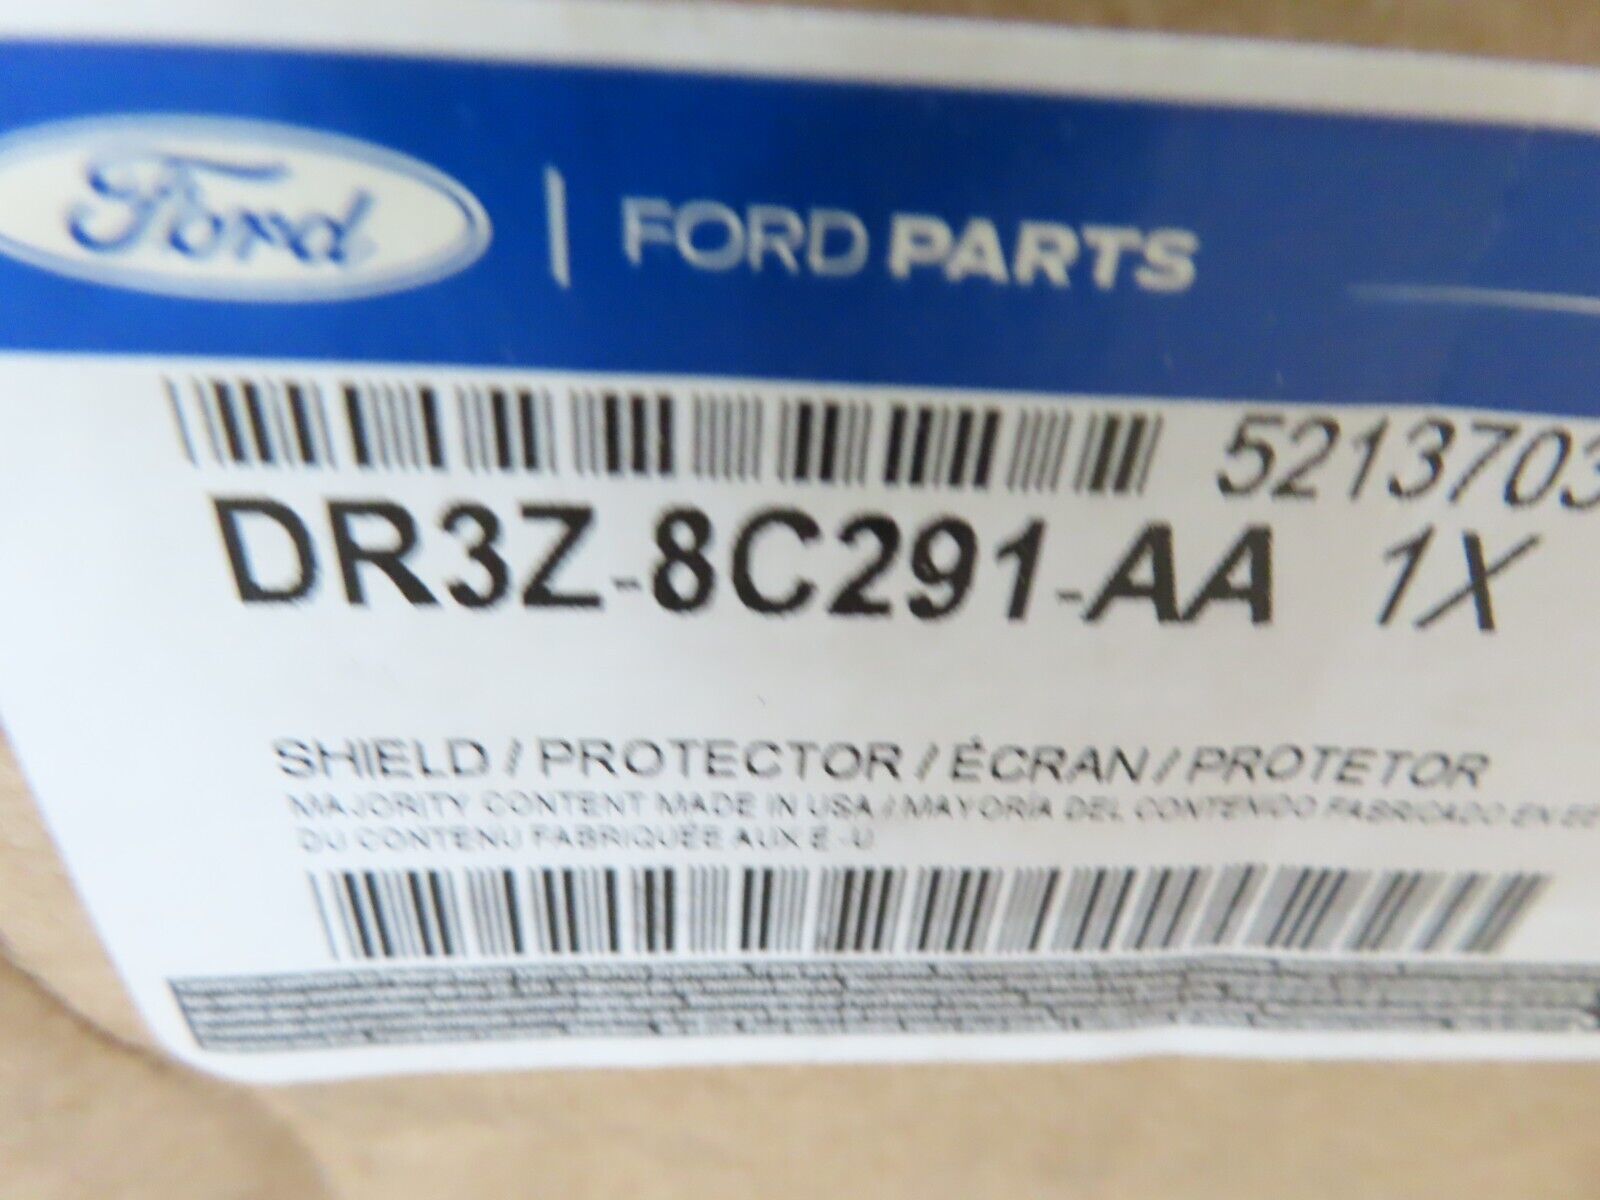 Ford | FORD PARTS
5213703
DR3Z-8C291-AA 1X
SHIELD / PROTECTOR / ÉCRAN / PROTETOR
MAJORITY CONTENT MADE IN USA / MAYORÍA DEL CONTENIDO FABRICADO EN
DU CONTENU FABRIQUÉE AUX É.-U.